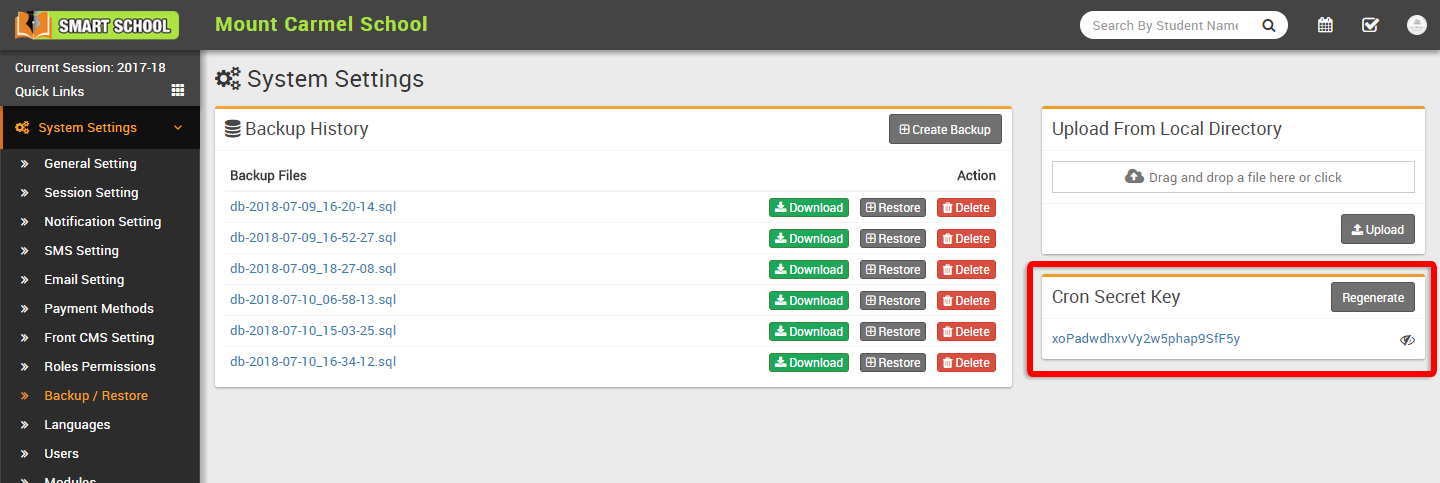 SMART SCHOOL
Mount Carmel School
Search By Student Name
Current Session: 2017-18
Quick Links
System Settings
General Setting
Session Setting
Notification Setting
SMS Setting
Email Setting
Payment Methods
Front CMS Setting
Roles Permissions
Backup / Restore
Languages
Users
Modules
System Settings
Backup History
Create Backup
Backup Files Action
db-2018-07-09_16-20-14.sql Download Restore Delete
db-2018-07-09_16-52-27.sql Download Restore Delete
db-2018-07-09_18-27-08.sql Download Restore Delete
db-2018-07-10_06-58-13.sql Download Restore Delete
db-2018-07-10_15-03-25.sql Download Restore Delete
db-2018-07-10_16-34-12.sql Download Restore Delete
Upload From Local Directory
Drag and drop a file here or click
Upload
Cron Secret Key
Regenerate
xoPadwdhxvVy2w5phap9SfF5y